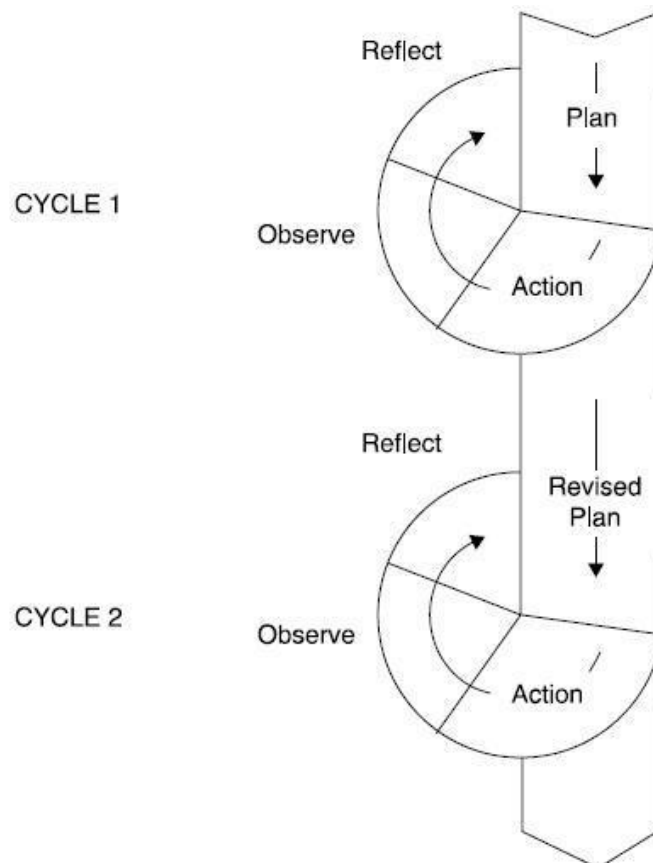 Reflect
Plan
CYCLE 1
Observe
Action
Reflect
Revised
Plan
CYCLE 2
Observe
Action